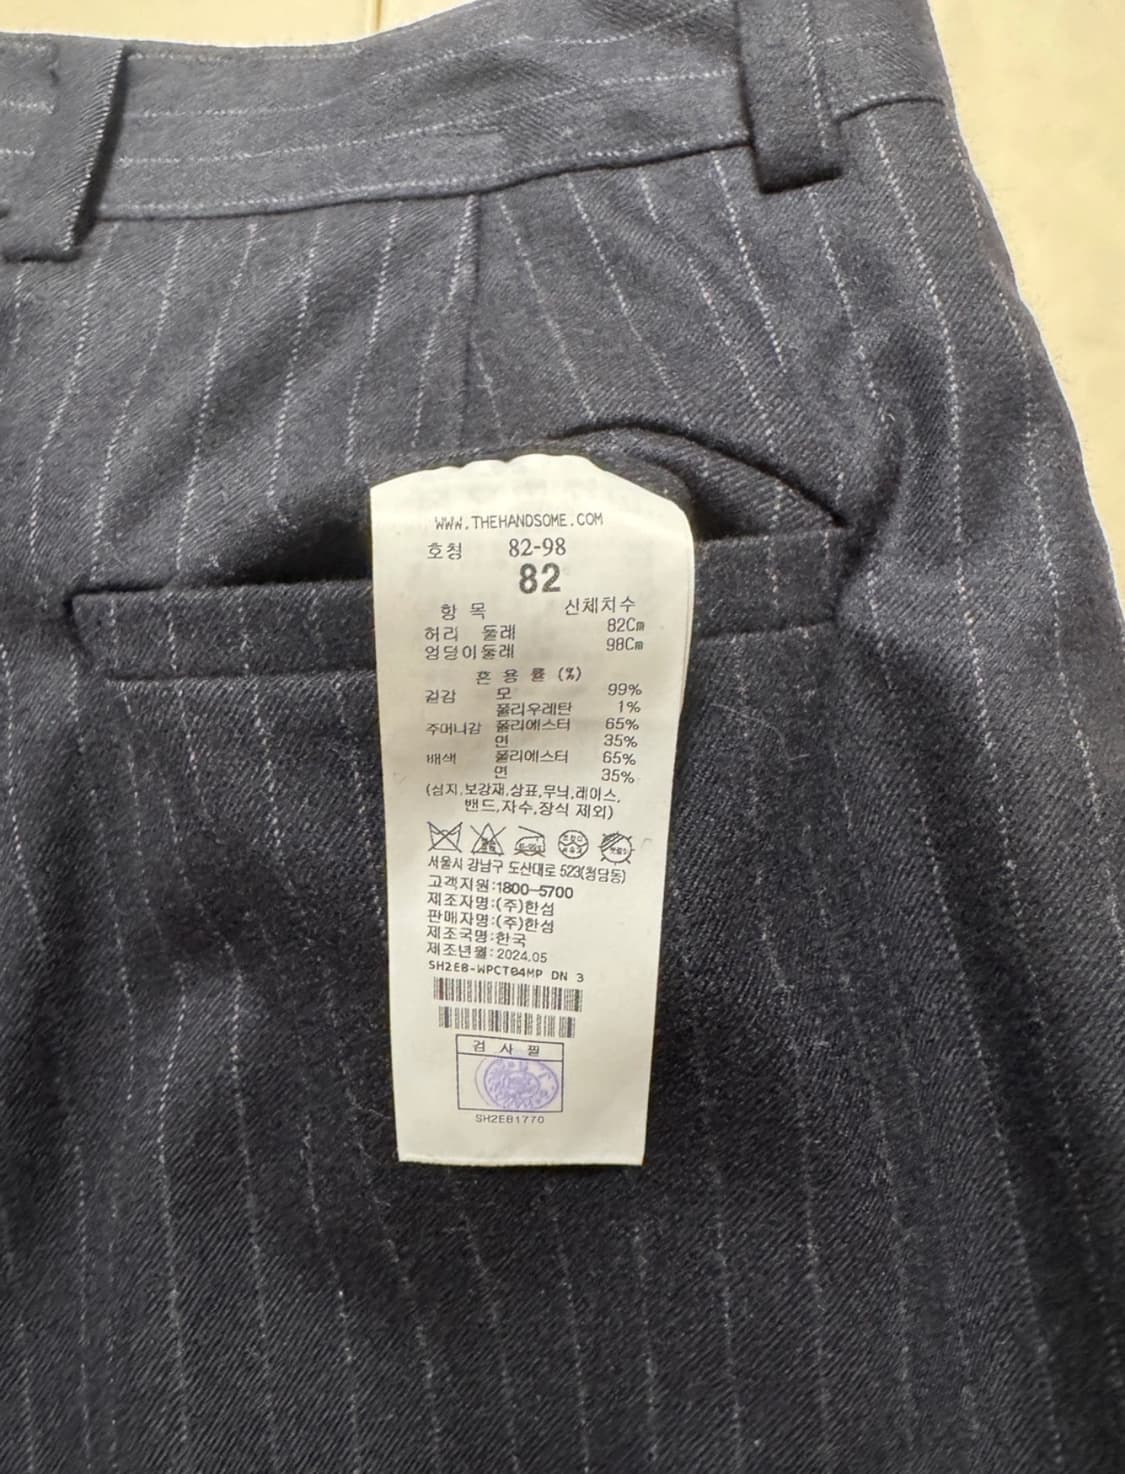 WWW.THEHANDSOME.COM
호칭 82-98
82
항 목 신체치수
허리 둘레 82Cm
엉덩이둘레 98Cm
혼 용 률 (%)
겉감 모 99%
폴리우레탄 1%
주머니감 폴리에스터 65%
면 35%
배색 폴리에스터 65%
면 35%
(심지,보강재,상표,무늬,레이스,
밴드,자수,장식 제외)
서울시 강남구 도산대로 523(청담동)
고객지원:1800-5700
제조자명:(주)한섬
판매자명:(주)한섬
제조국명:한국
제조년월:2024.05
SH2E8-WPCT04MP DN 3
검 사 필
SH2E81770